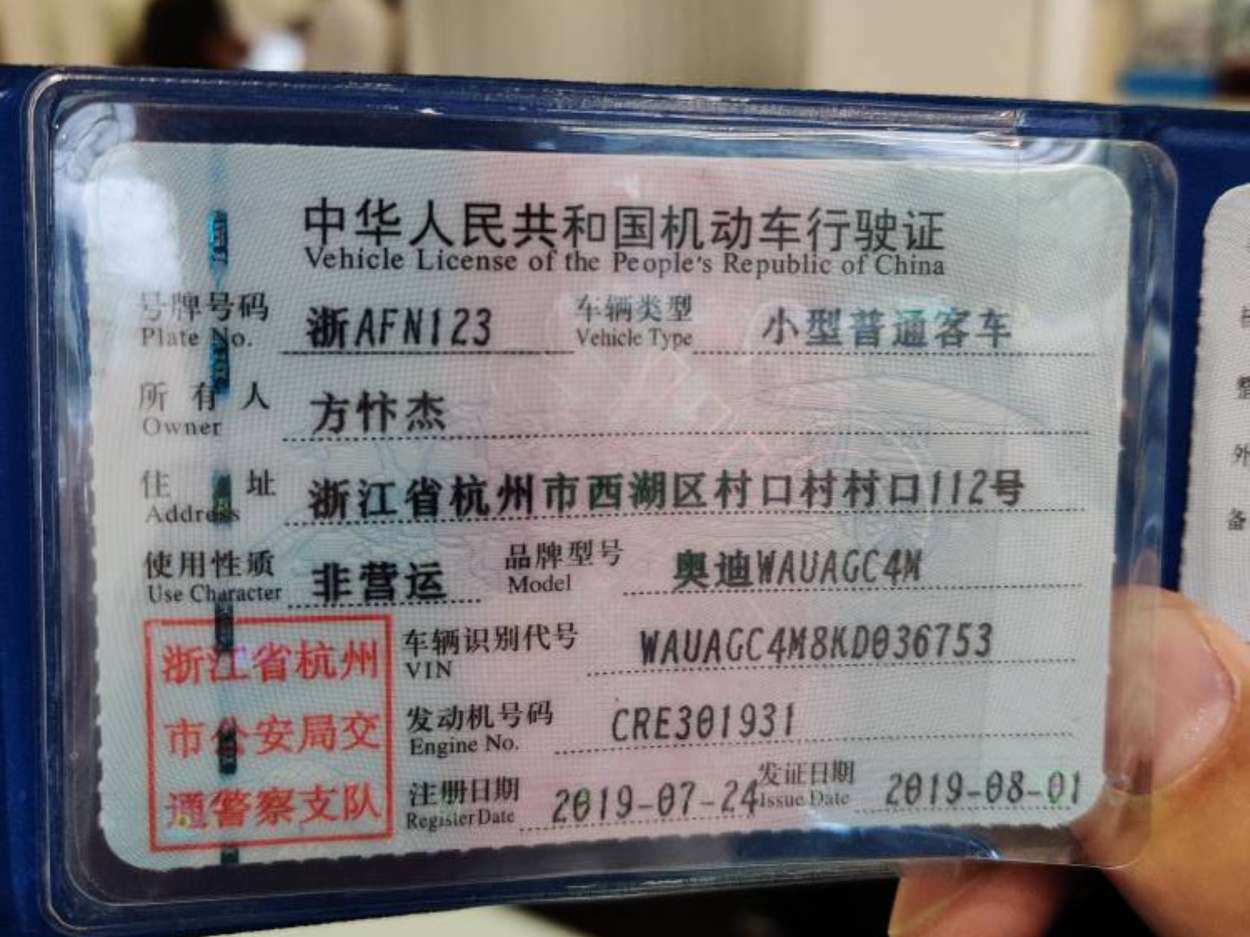 中华人民共和国机动车行驶证
Vehicle License of the People's Republic of China
号牌号码 浙AFN123 车辆类型 小型普通客车
Plate No. Vehicle Type
所有人 方忭杰
Owner
住址 浙江省杭州市西湖区村口村村口112号
Address
使用性质 非营运 品牌型号 奥迪WAUAGC4M
Use Character Model
浙江省杭州
市公安局交
通警察支队
车辆识别代号 WAUAGC4M8KD036753
VIN
发动机号码 CRE301931
Engine No.
注册日期 2019-07-24 发证日期 2019-08-01
Register Date Issue Date
外
备